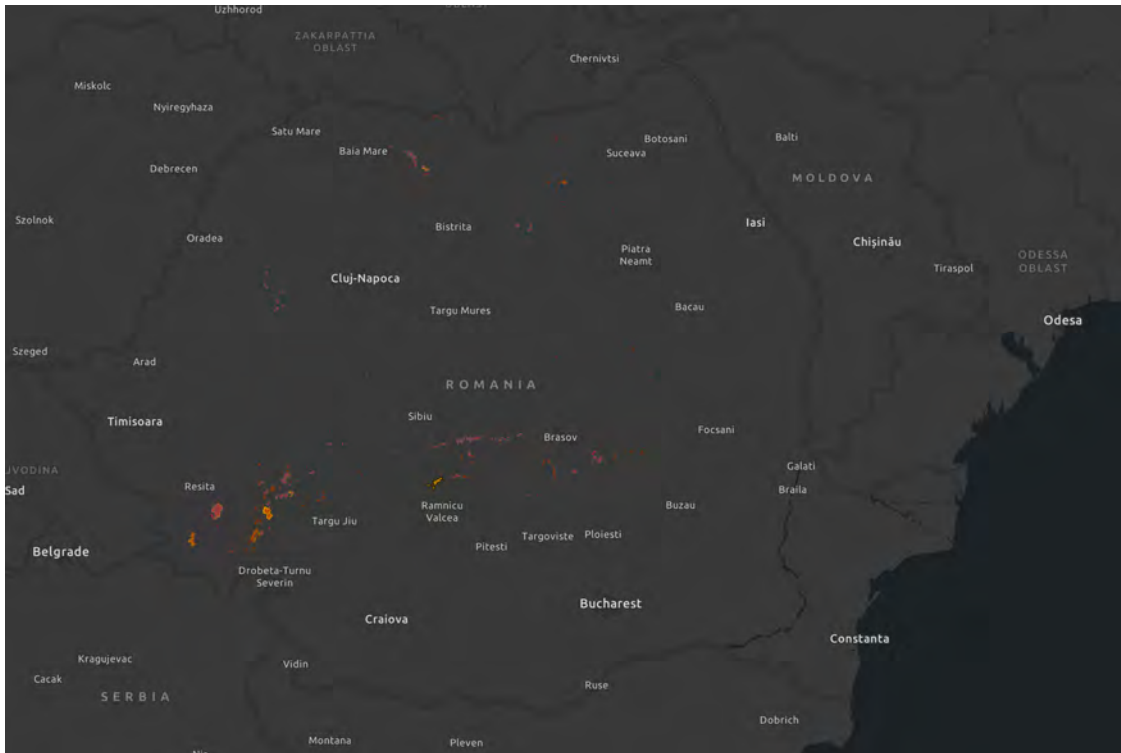 Uzhhorod
ZAKARPATTIA
OBLAST
Chernivtsi
Miskolc
Nyiregyhaza
Satu Mare
Botosani
Balti
Baia Mare
Suceava
Debrecen
MOLDOVA
Szolnok
Iasi
Bistrita
Oradea
Chișinău
Piatra
Neamt
ODESSA
OBLAST
Tiraspol
Cluj-Napoca
Bacau
Targu Mures
Odesa
Szeged
Arad
ROMANIA
Sibiu
Timisoara
Focsani
Brasov
Galati
UVODINA
Sad
Resita
Braila
Ramnicu
Valcea
Buzau
Targu Jiu
Targoviste
Ploiesti
Pitesti
Belgrade
Drobeta-Turnu
Severin
Bucharest
Craiova
Constanta
Kragujevac
Vidin
Cacak
Ruse
SERBIA
Dobrich
Montana
Pleven